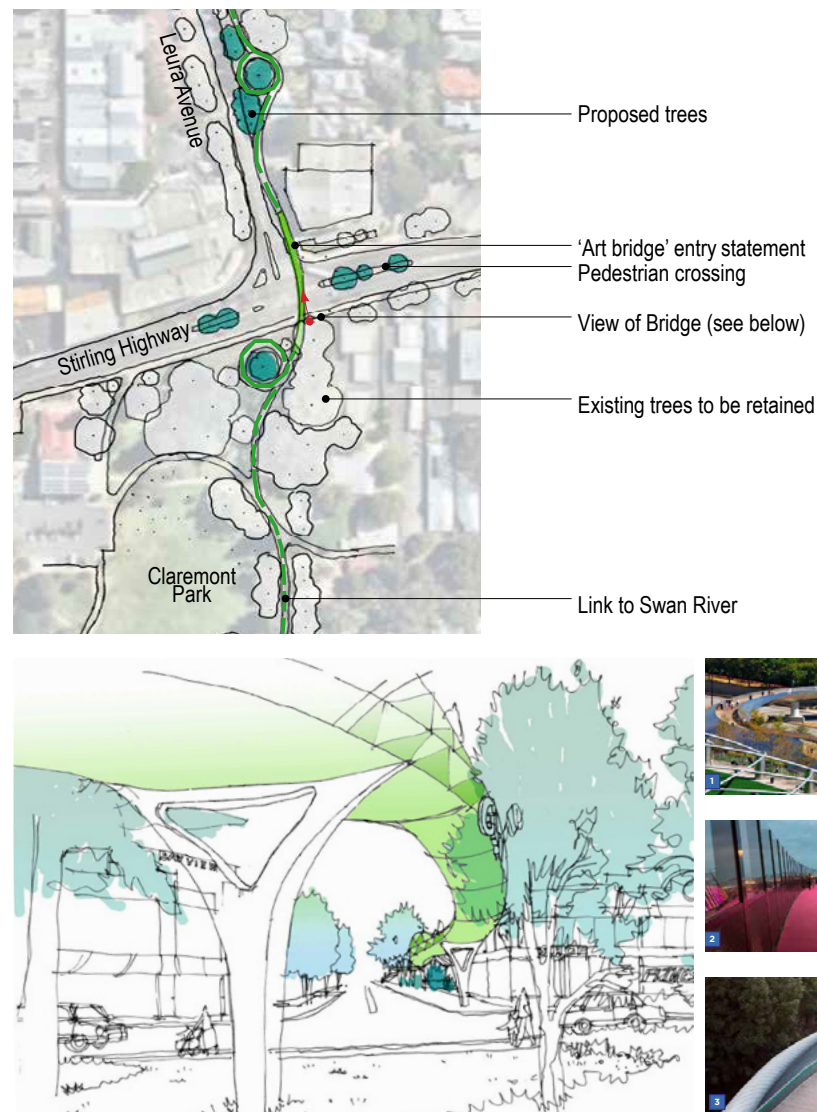 Leura Avenue
Proposed trees
‘Art bridge’ entry statement
Pedestrian crossing
View of Bridge (see below)
Stirling Highway
Existing trees to be retained
Claremont
Park
Link to Swan River
1
2
3